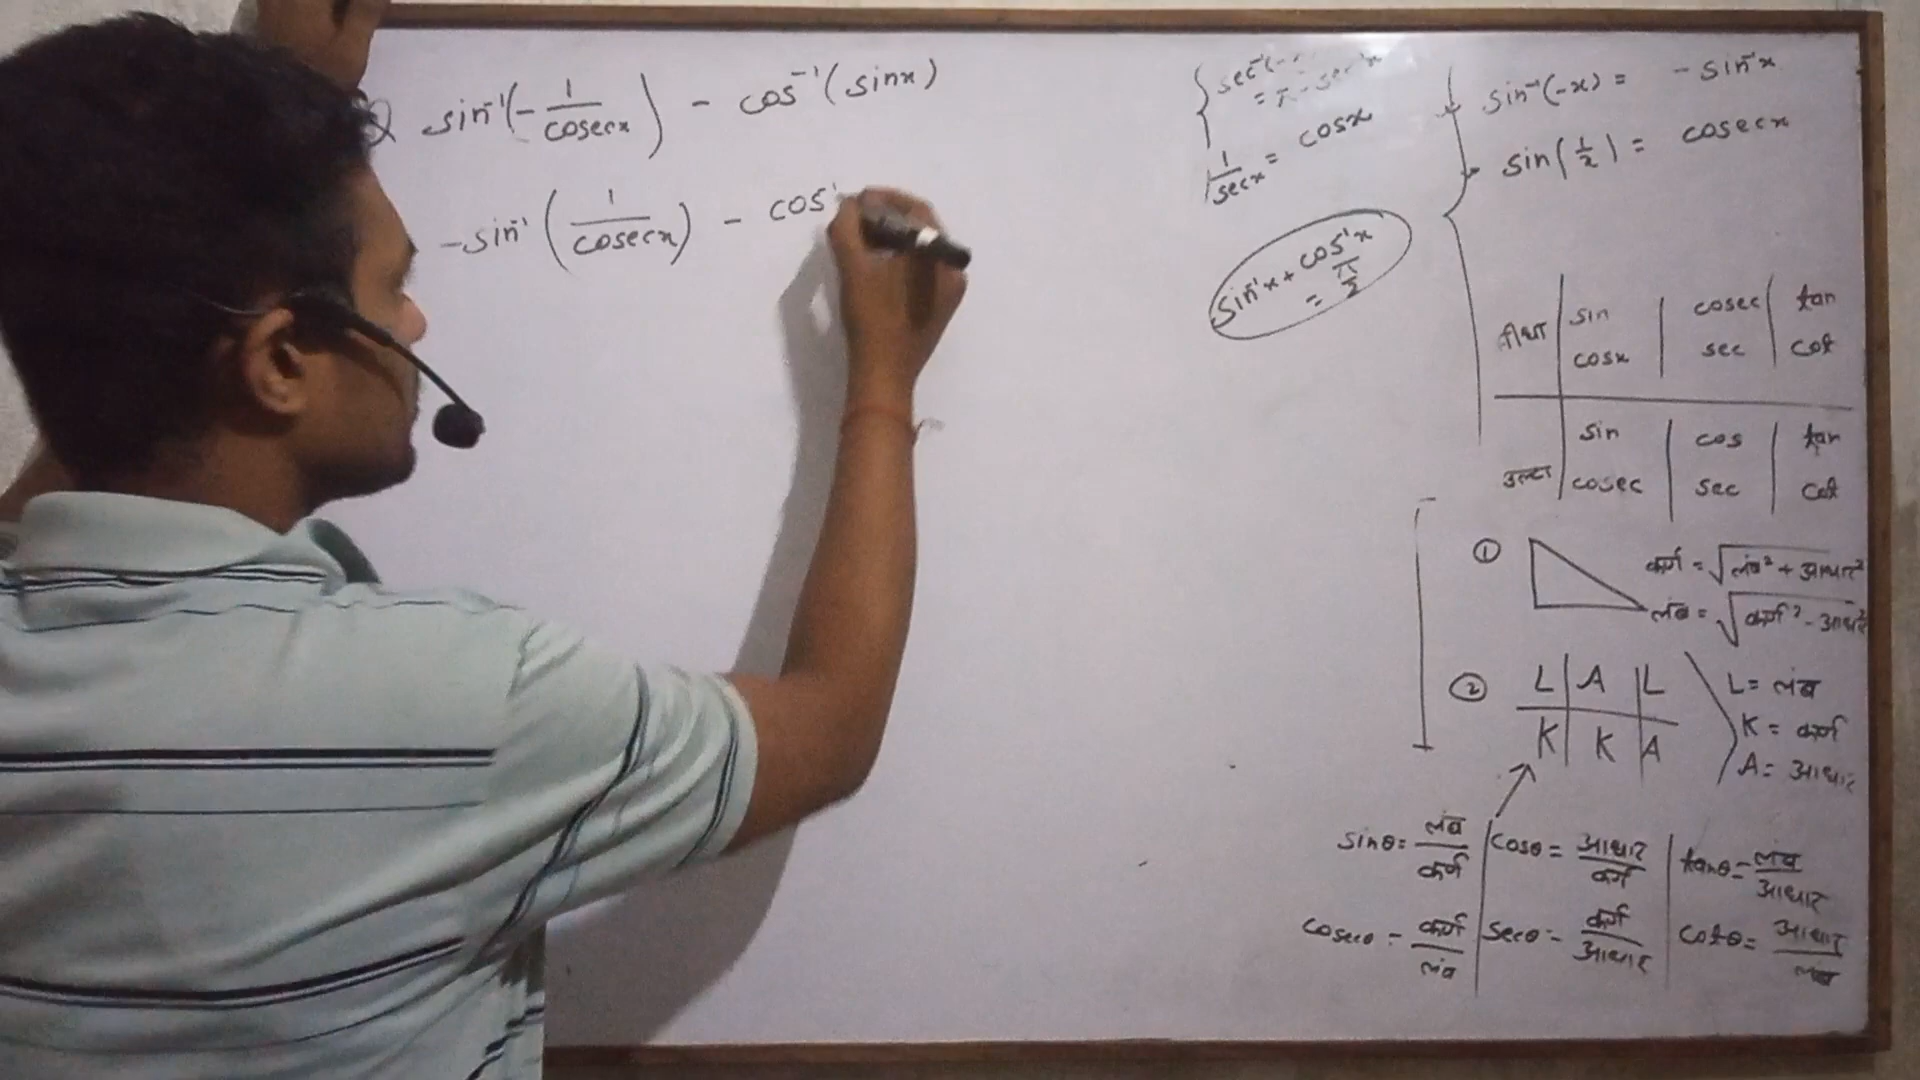 Q sin⁻¹(-1/cosecx) - cos⁻¹(sinx)
-sin⁻¹(1/cosecx) - cos⁻¹
= π - sec⁻¹x
1/secx = cosx
sin⁻¹x + cos⁻¹x
= π/2
sin⁻¹(-x) = - sin⁻¹x
sin(1/x) = cosecx
sin | cosec | tan
cosx | sec | cot
sin | cos | tan
उल्टा cosec | sec | cot
① कर्ण = √लंब² + आधार²
लंब = √कर्ण² - आधार²
② L | A | L
K | K | A
L = लंब
K = कर्ण
A = आधार
sinθ = लंब/कर्ण | cosθ = आधार/कर्ण | tanθ = लंब/आधार
cosecθ = कर्ण/लंब | secθ = कर्ण/आधार | cotθ = आधार/लंब